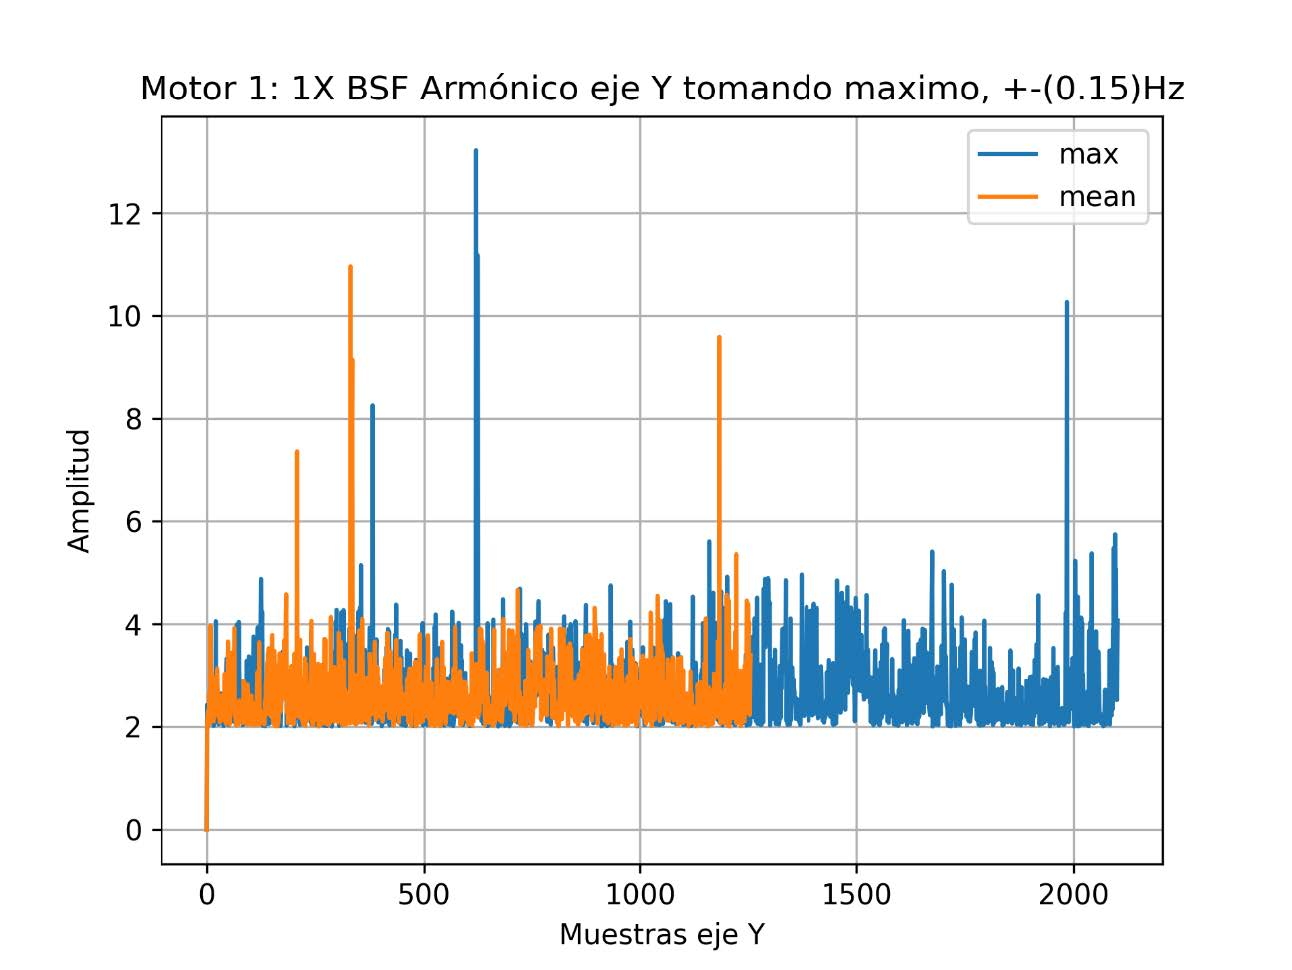 Motor 1: 1X BSF Armónico eje Y tomando maximo, +-(0.15)Hz
max
mean
12
10
8
6
4
2
0
Amplitud
0 500 1000 1500 2000
Muestras eje Y